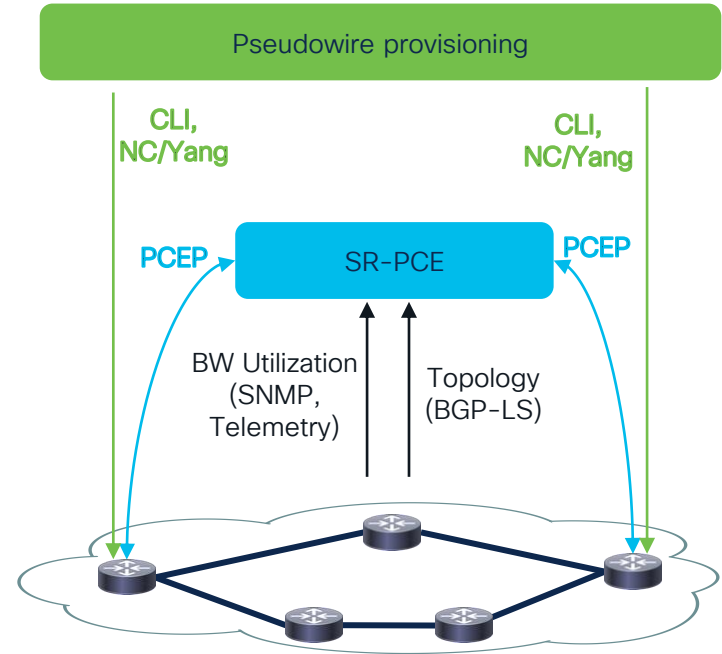 Pseudowire provisioning
CLI,
NC/Yang
CLI,
NC/Yang
PCEP
SR-PCE
PCEP
BW Utilization
(SNMP,
Telemetry)
Topology
(BGP-LS)